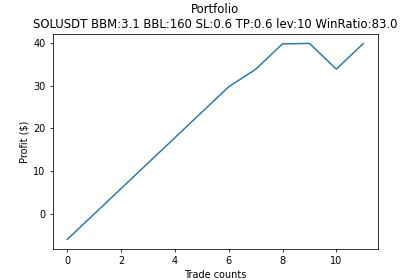 Portfolio
SOLUSDT BBM:3.1 BBL:160 SL:0.6 TP:0.6 lev:10 WinRatio:83.0
40
30
20
10
0
Profit ($)
0 2 4 6 8 10
Trade counts